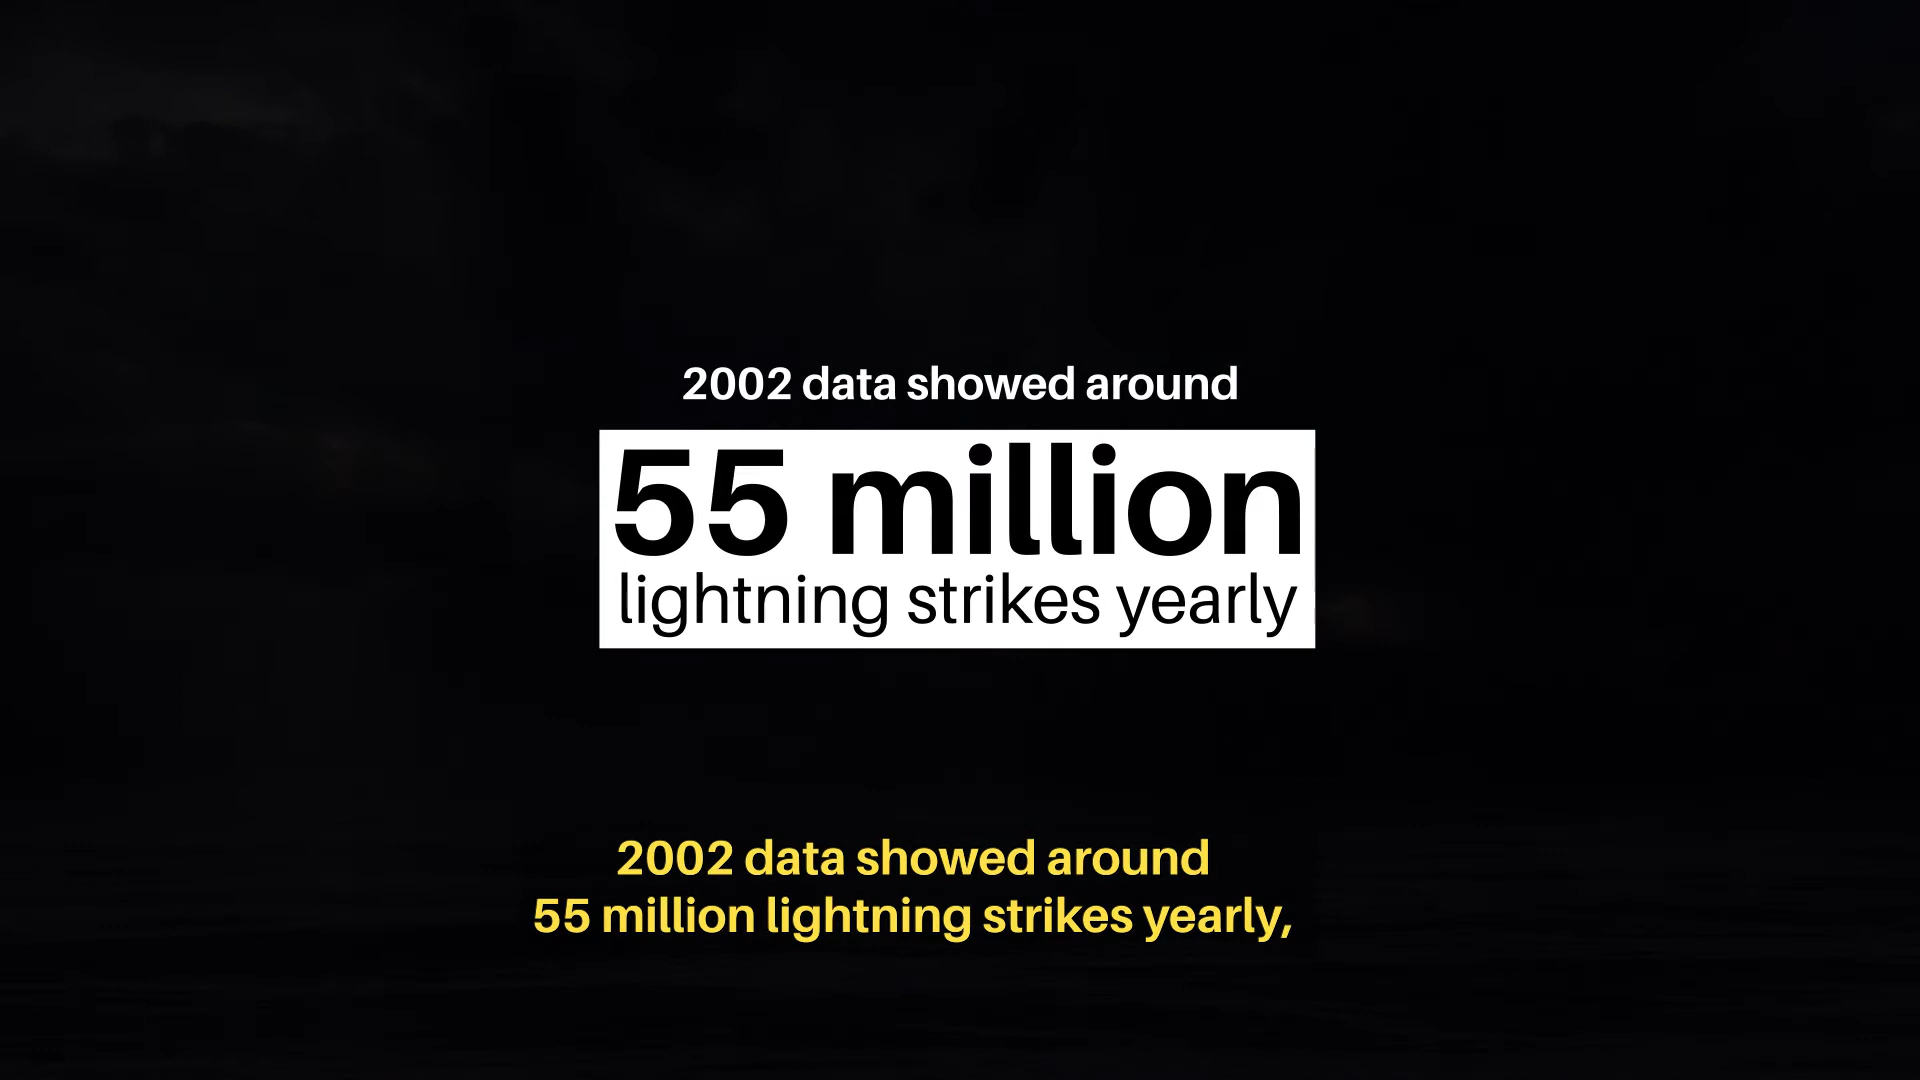 2002 data showed around
55 million
lightning strikes yearly
2002 data showed around
55 million lightning strikes yearly,